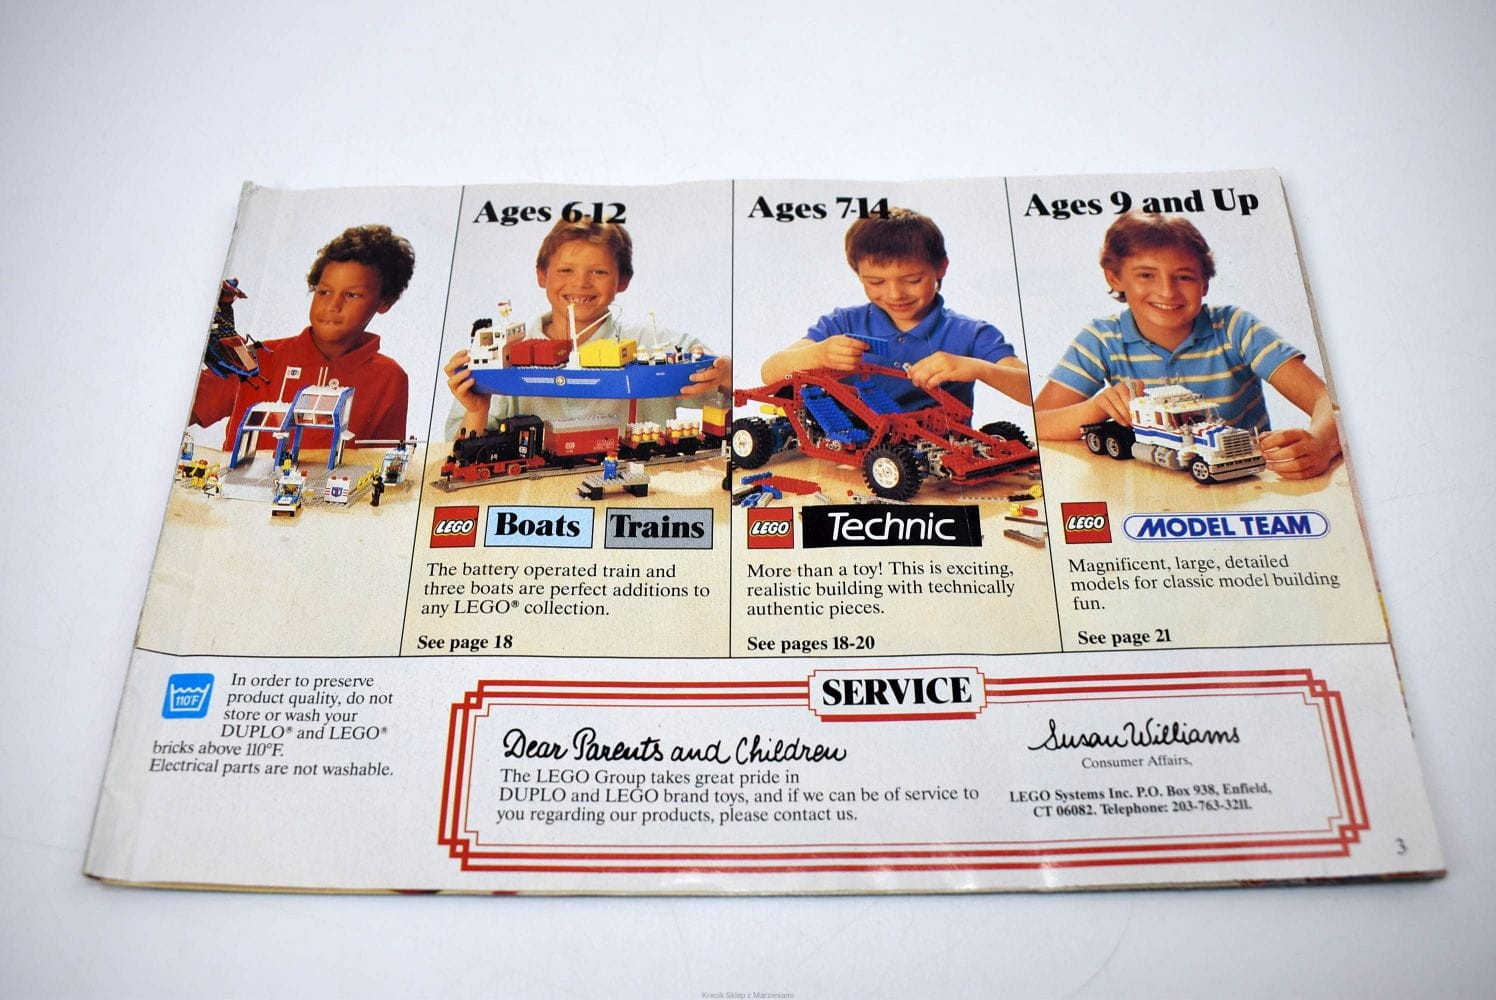 Ages 6-12
LEGO Boats Trains
The battery operated train and
three boats are perfect additions to
any LEGO® collection.
See page 18
Ages 7-14
LEGO Technic
More than a toy! This is exciting,
realistic building with technically
authentic pieces.
See pages 18-20
Ages 9 and Up
LEGO MODEL TEAM
Magnificent, large, detailed
models for classic model building
fun.
See page 21
110°F
In order to preserve
product quality, do not
store or wash your
DUPLO® and LEGO®
bricks above 110°F.
Electrical parts are not washable.
SERVICE
Dear Parents and Children
The LEGO Group takes great pride in
DUPLO and LEGO brand toys, and if we can be of service to
you regarding our products, please contact us.
Susan Williams
Consumer Affairs,
LEGO Systems Inc. P.O. Box 938, Enfield,
CT 06082. Telephone: 203-763-3211.
3
Krecik Sklep z Marzeniami